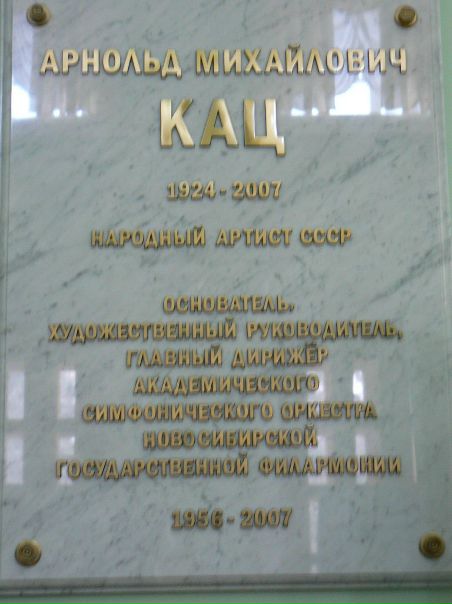 АРНОЛЬД МИХАЙЛОВИЧ
КАЦ
1924 - 2007
НАРОДНЫЙ АРТИСТ СССР
ОСНОВАТЕЛЬ,
ХУДОЖЕСТВЕННЫЙ РУКОВОДИТЕЛЬ,
ГЛАВНЫЙ ДИРИЖЁР
АКАДЕМИЧЕСКОГО
СИМФОНИЧЕСКОГО ОРКЕСТРА
НОВОСИБИРСКОЙ
ГОСУДАРСТВЕННОЙ ФИЛАРМОНИИ
1956 - 2007